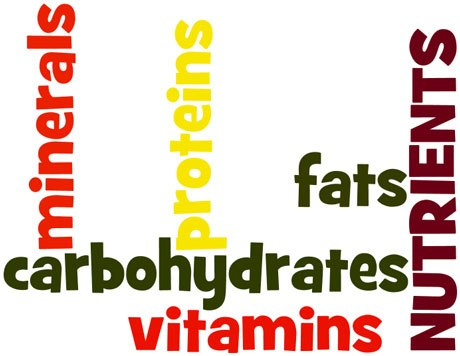 minerals
proteins
fats
NUTRIENTS
carbohydrates
vitamins